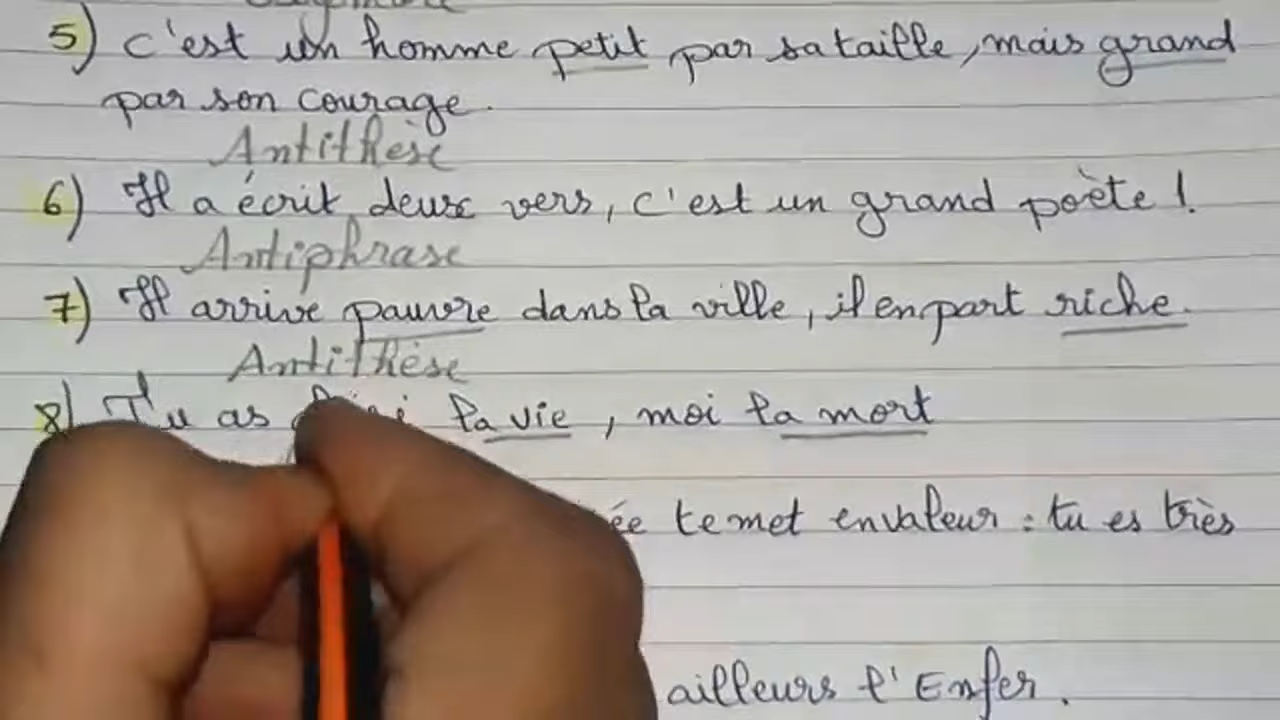 5) c'est un homme petit par sa taille, mais grand
par son courage.
Antithèse
6) Il a écrit deux vers, c'est un grand poète !
Antiphrase
7) Il arrive pauvre dans la ville, il en part riche.
Antithèse
8) Tu as la vie, moi la mort
te met en valeur : tu es très
ailleurs l'Enfer.